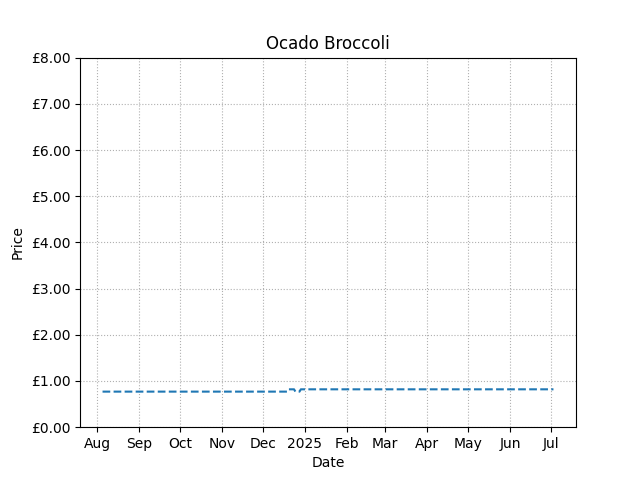 Ocado Broccoli
£8.00
£7.00
£6.00
£5.00
£4.00
£3.00
£2.00
£1.00
£0.00
Price
Aug Sep Oct Nov Dec 2025 Feb Mar Apr May Jun Jul
Date